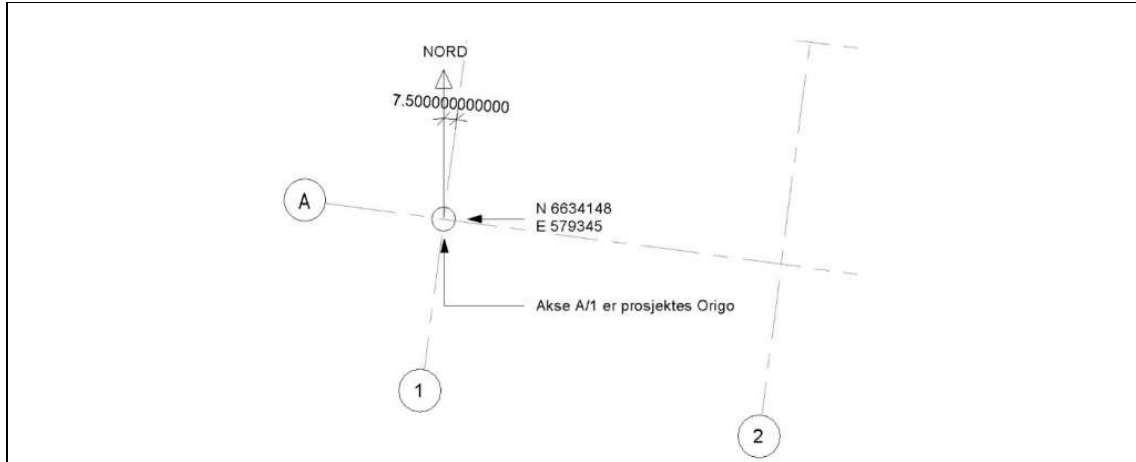 NORD
7.500000000000
A
N 6634148
E 579345
Akse A/1 er prosjektes Origo
1
2